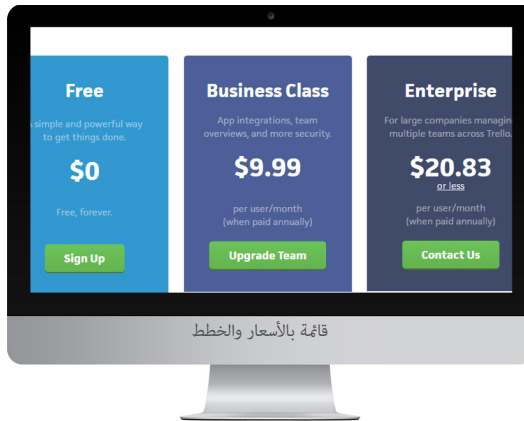 Free
simple and powerful way
to get things done.
$0
Free, forever.
Sign Up
Business Class
App integrations, team
overviews, and more security.
$9.99
per user/month
(when paid annually)
Upgrade Team
Enterprise
For large companies managin
multiple teams across Trello.
$20.83
or less
per user/month
(when paid annually)
Contact Us
قائمة بالأسعار والخطط